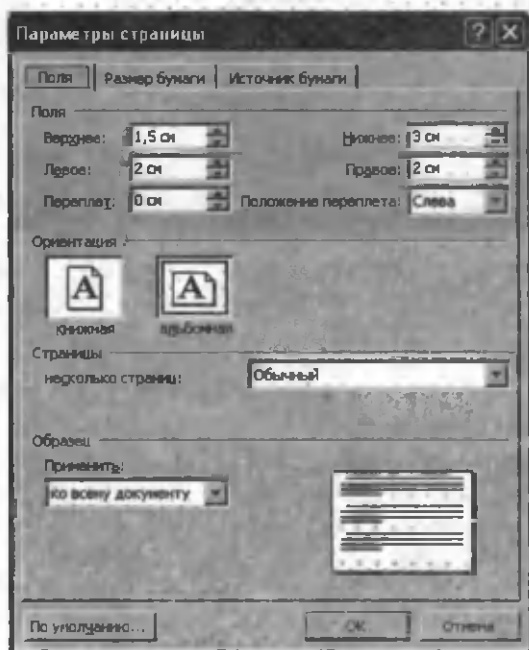 Параметры страницы
Поля Размер бумаги Источник бумаги
Поля
Верхнее: 1,5 см Нижнее: 3 см
Левое: 2 см Правое: 2 см
Переплет: 0 см Положение переплета: Слева
Ориентация
A A
книжная альбомная
Страницы
несколько страниц: Обычный
Образец
Применить:
ко всему документу
По умолчанию... ОК Отмена